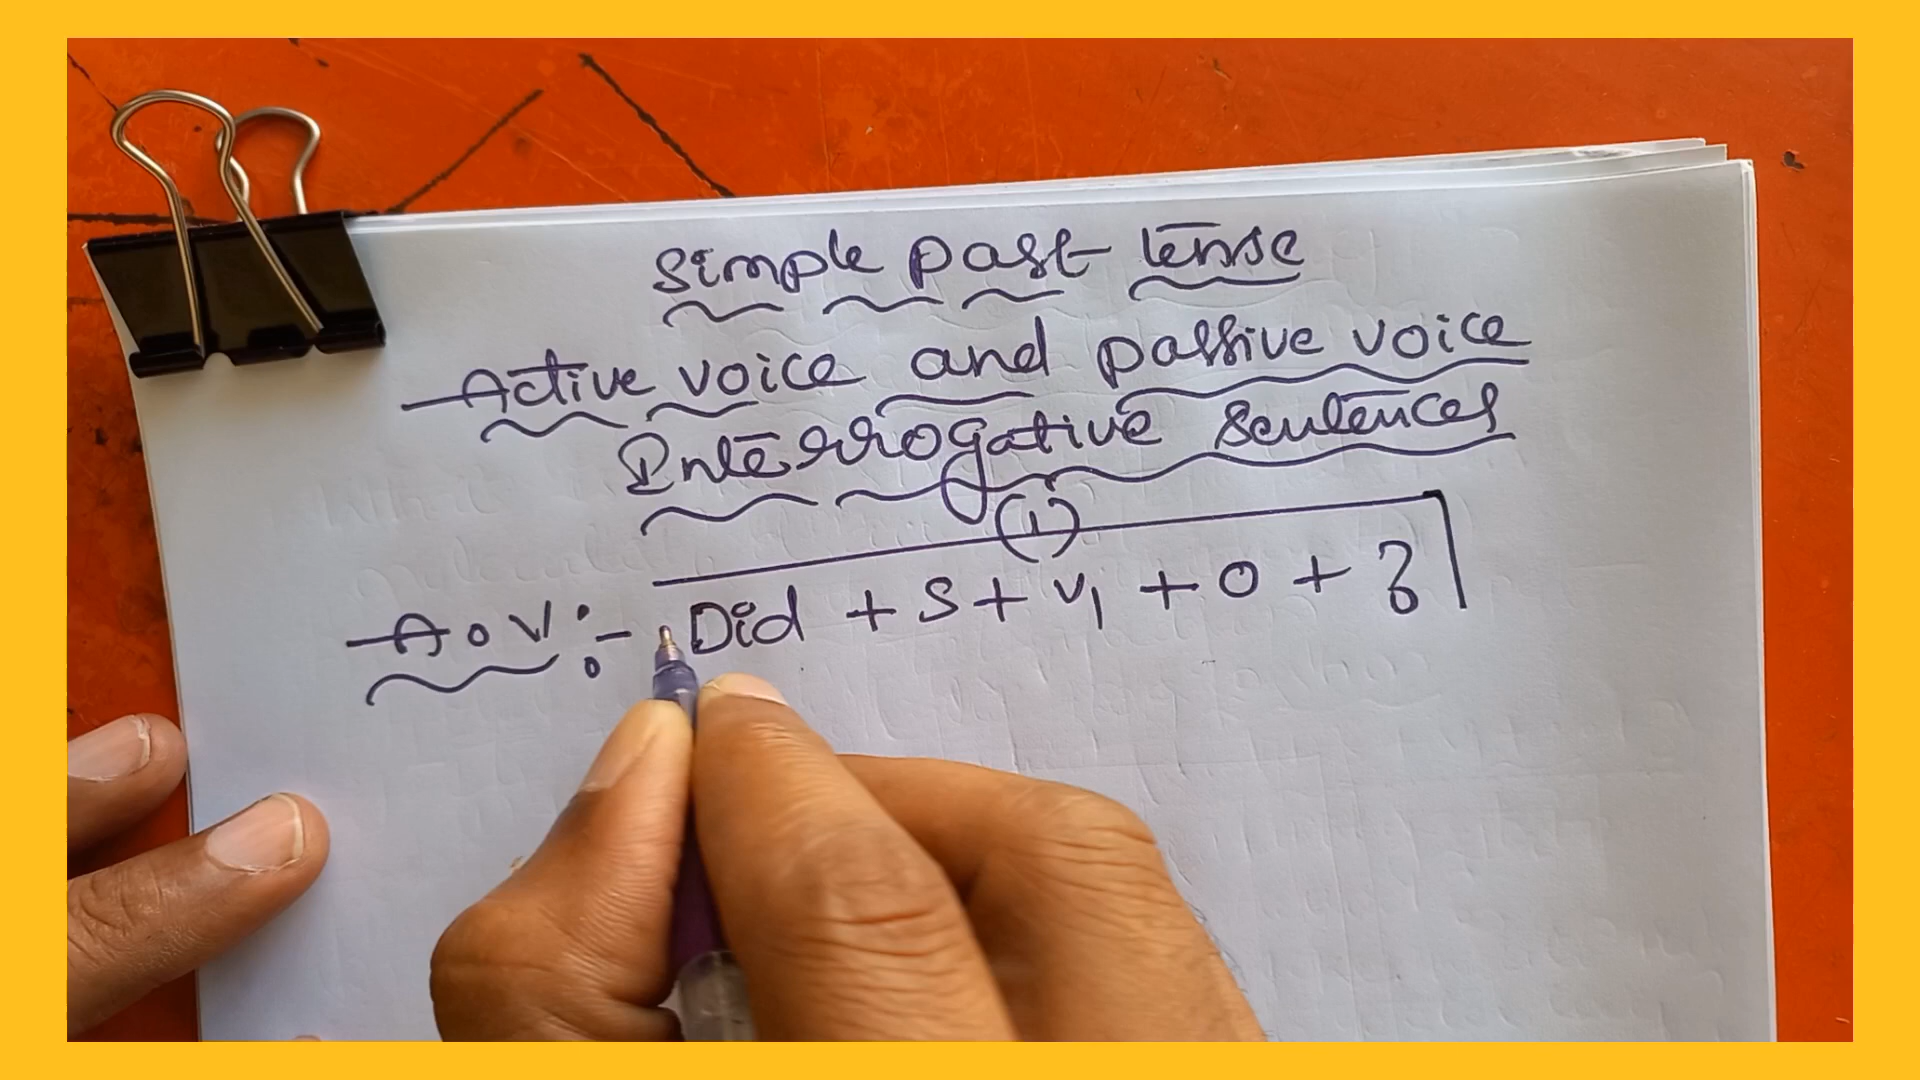 Simple past tense
Active voice and passive voice
Interrogative sentences
(1)
A.V:- Did + S + V1 + O + ?